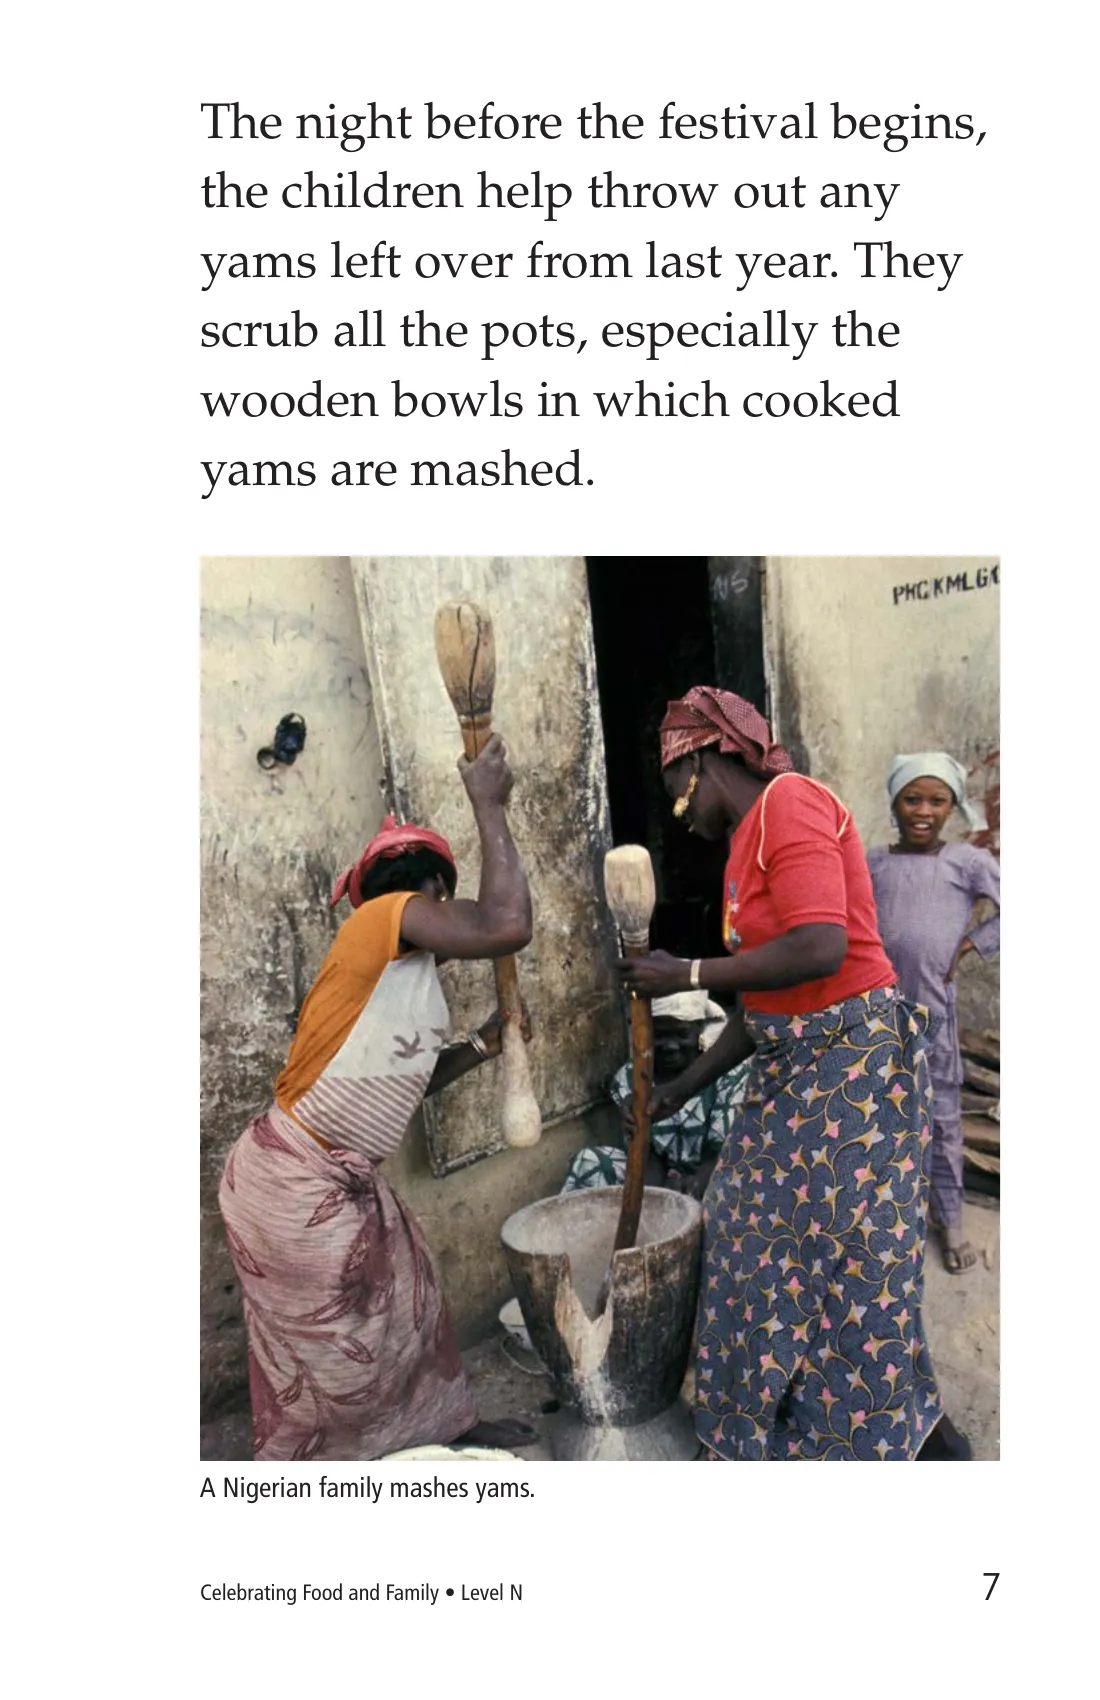 The night before the festival begins,
the children help throw out any
yams left over from last year. They
scrub all the pots, especially the
wooden bowls in which cooked
yams are mashed.
NS
PHC KMLG
A Nigerian family mashes yams.
Celebrating Food and Family • Level N
7